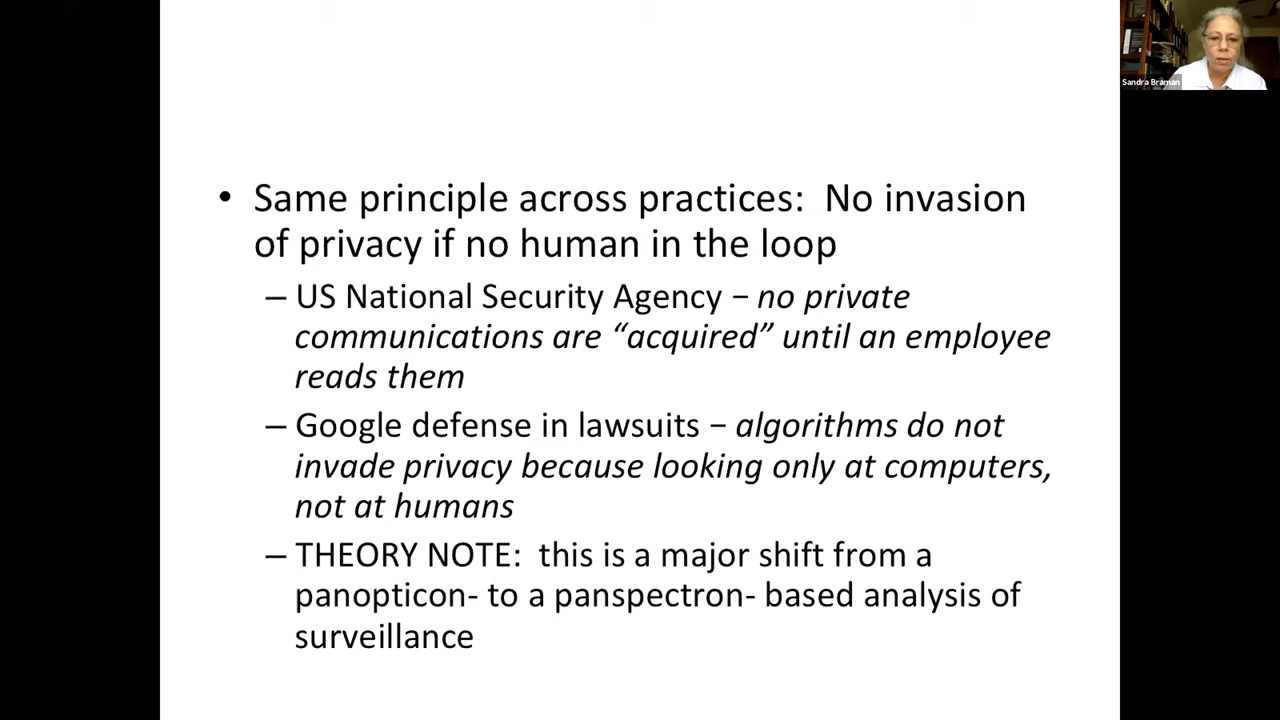 Sandra Braman
• Same principle across practices:  No invasion
of privacy if no human in the loop
– US National Security Agency – no private
communications are “acquired” until an employee
reads them
– Google defense in lawsuits – algorithms do not
invade privacy because looking only at computers,
not at humans
– THEORY NOTE:  this is a major shift from a
panopticon- to a panspectron- based analysis of
surveillance